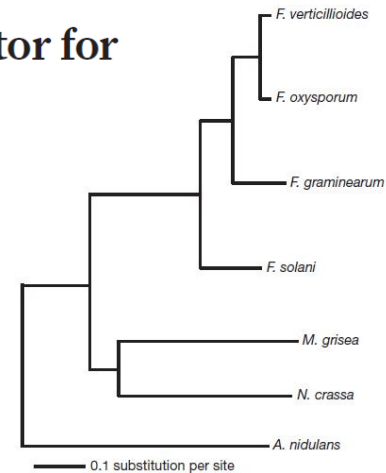 tor for
F. verticillioides
F. oxysporum
F. graminearum
F. solani
M. grisea
N. crassa
A. nidulans
0.1 substitution per site